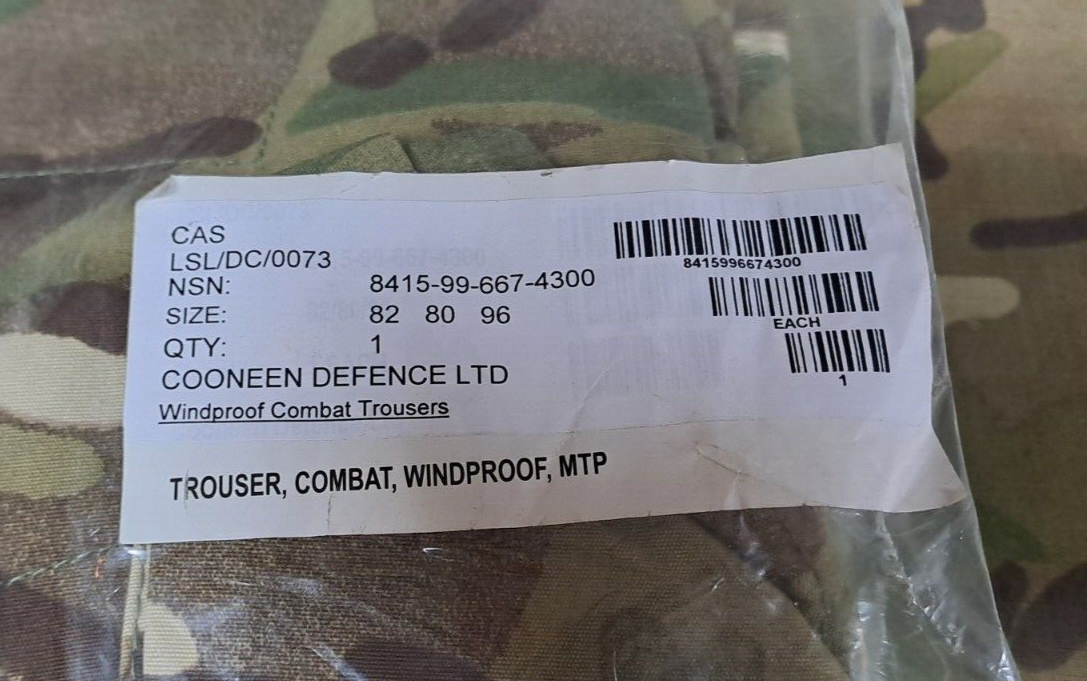 CAS
LSL/DC/0073
NSN: 8415-99-667-4300
SIZE: 82 80 96
QTY: 1
COONEEN DEFENCE LTD
Windproof Combat Trousers
TROUSER, COMBAT, WINDPROOF, MTP
8415996674300
EACH
1